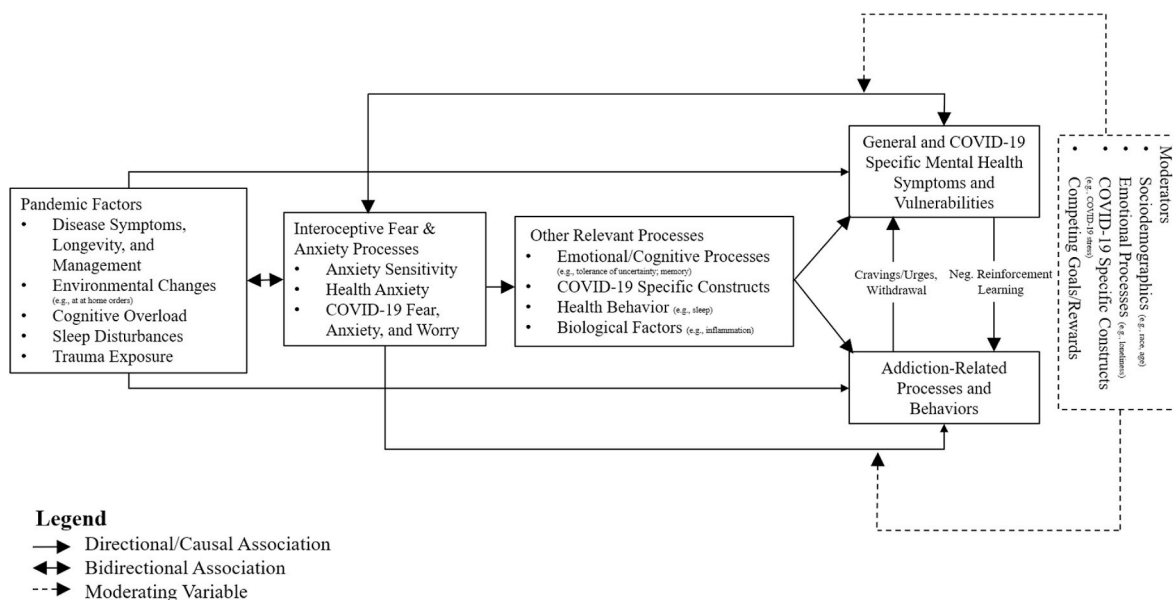 Pandemic Factors
• Disease Symptoms,
Longevity, and
Management
• Environmental Changes
(e.g., at at home orders)
• Cognitive Overload
• Sleep Disturbances
• Trauma Exposure
Interoceptive Fear &
Anxiety Processes
• Anxiety Sensitivity
• Health Anxiety
• COVID-19 Fear,
Anxiety, and Worry
Other Relevant Processes
• Emotional/Cognitive Processes
(e.g., tolerance of uncertainty; memory)
• COVID-19 Specific Constructs
• Health Behavior (e.g., sleep)
• Biological Factors (e.g., inflammation)
General and COVID-19
Specific Mental Health
Symptoms and
Vulnerabilities
Cravings/Urges,
Withdrawal
Neg. Reinforcement
Learning
Addiction-Related
Processes and
Behaviors
Moderators
• Sociodemographics (e.g., race, age)
• Emotional Processes (e.g., loneliness)
• COVID-19 Specific Constructs
(e.g., COVID-19 stress)
• Competing Goals/Rewards
Legend
Directional/Causal Association
Bidirectional Association
Moderating Variable